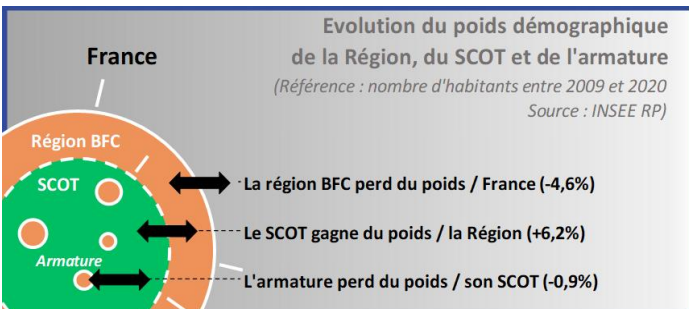 Evolution du poids démographique
de la Région, du SCOT et de l'armature
(Référence : nombre d'habitants entre 2009 et 2020
Source : INSEE RP)
France
Région BFC
SCOT
Armature
La région BFC perd du poids / France (-4,6%)
Le SCOT gagne du poids / la Région (+6,2%)
L'armature perd du poids / son SCOT (-0,9%)